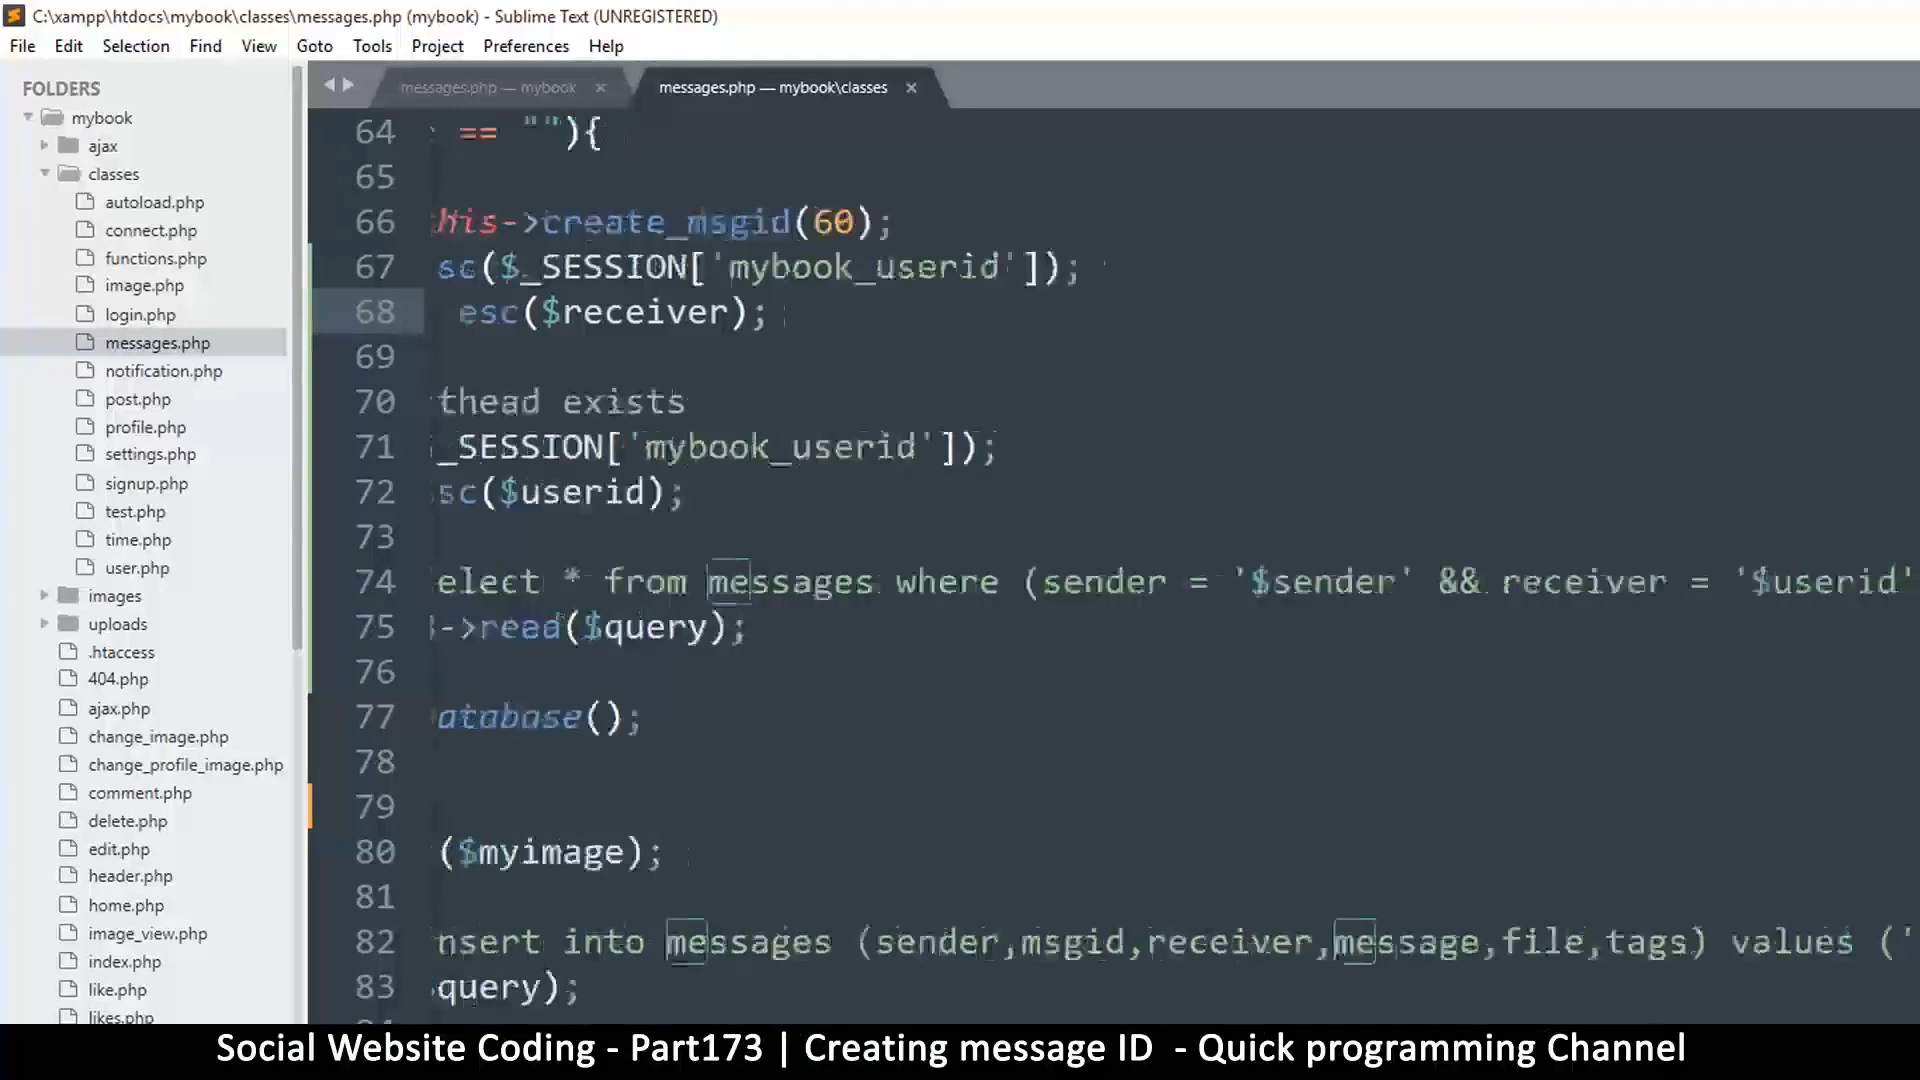 C:\xampp\htdocs\mybook\classes\messages.php (mybook) - Sublime Text (UNREGISTERED)
File Edit Selection Find View Goto Tools Project Preferences Help
FOLDERS
mybook
ajax
classes
autoload.php
connect.php
functions.php
image.php
login.php
messages.php
notification.php
post.php
profile.php
settings.php
signup.php
test.php
time.php
user.php
images
uploads
.htaccess
404.php
ajax.php
change_image.php
change_profile_image.php
comment.php
delete.php
edit.php
header.php
home.php
image_view.php
index.php
like.php
likes.php
messages.php — mybook × messages.php — mybook\classes ×
64 == ""){
65
66 his->create_msgid(60);
67 sc($_SESSION['mybook_userid']);
68 esc($receiver);
69
70 thead exists
71 _SESSION['mybook_userid']);
72 sc($userid);
73
74 elect * from messages where (sender = '$sender' && receiver = '$userid'
75 ->read($query);
76
77 atabase();
78
79
80 ($myimage);
81
82 nsert into messages (sender,msgid,receiver,message,file,tags) values ('
83 query);
Social Website Coding - Part173 | Creating message ID - Quick programming Channel